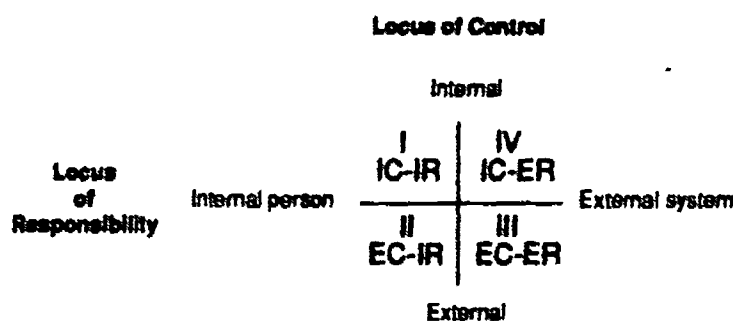 Locus of Control
Internal
I IV
IC-IR IC-ER
Locus
of
Responsibility
Internal person
External system
II III
EC-IR EC-ER
External